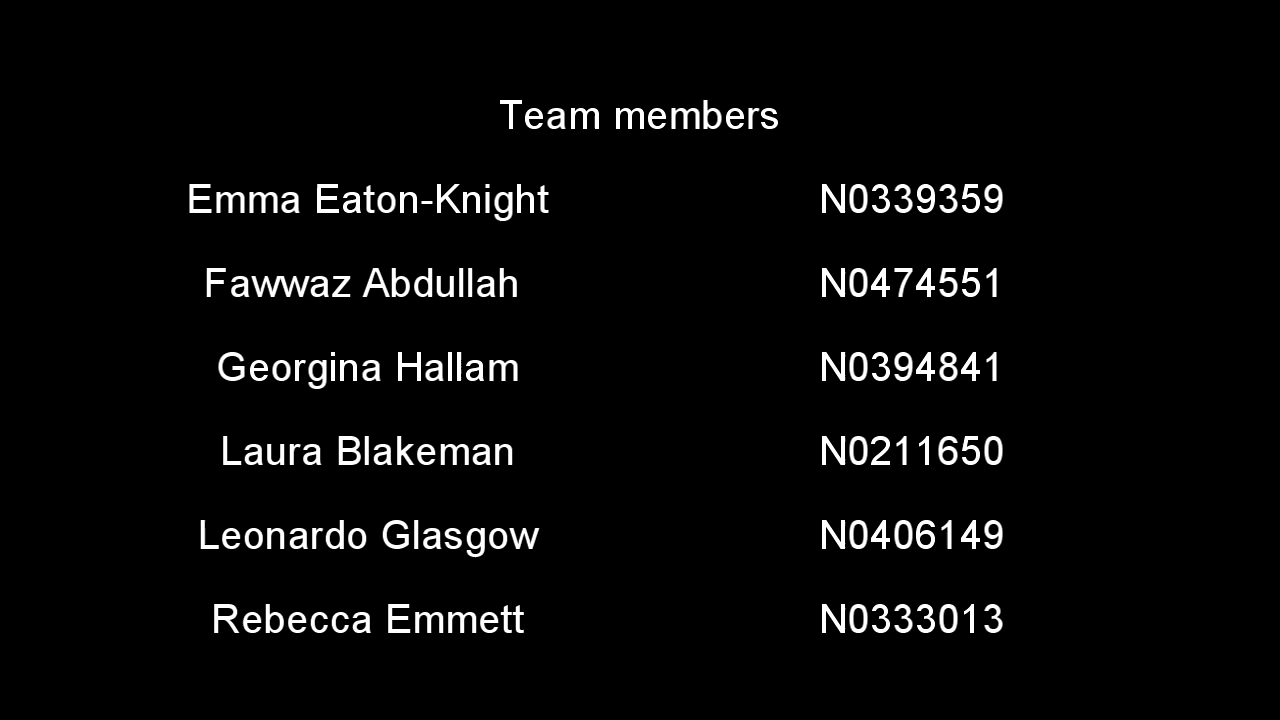 Team members
Emma Eaton-Knight N0339359
Fawwaz Abdullah N0474551
Georgina Hallam N0394841
Laura Blakeman N0211650
Leonardo Glasgow N0406149
Rebecca Emmett N0333013